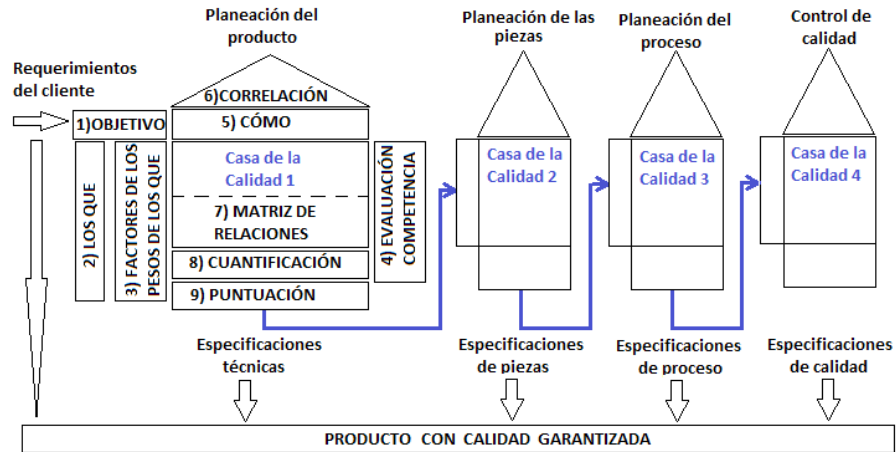 Planeación del
producto
Planeación de las
piezas
Planeación del
proceso
Control de
calidad
Requerimientos
del cliente
6)CORRELACIÓN
1)OBJETIVO
5) CÓMO
2) LOS QUE
3) FACTORES DE LOS
PESOS DE LOS QUE
Casa de la
Calidad 1
7) MATRIZ DE
RELACIONES
8) CUANTIFICACIÓN
9) PUNTUACIÓN
4) EVALUACIÓN
COMPETENCIA
Casa de la
Calidad 2
Casa de la
Calidad 3
Casa de la
Calidad 4
Especificaciones
técnicas
Especificaciones
de piezas
Especificaciones
de proceso
Especificaciones
de calidad
PRODUCTO CON CALIDAD GARANTIZADA